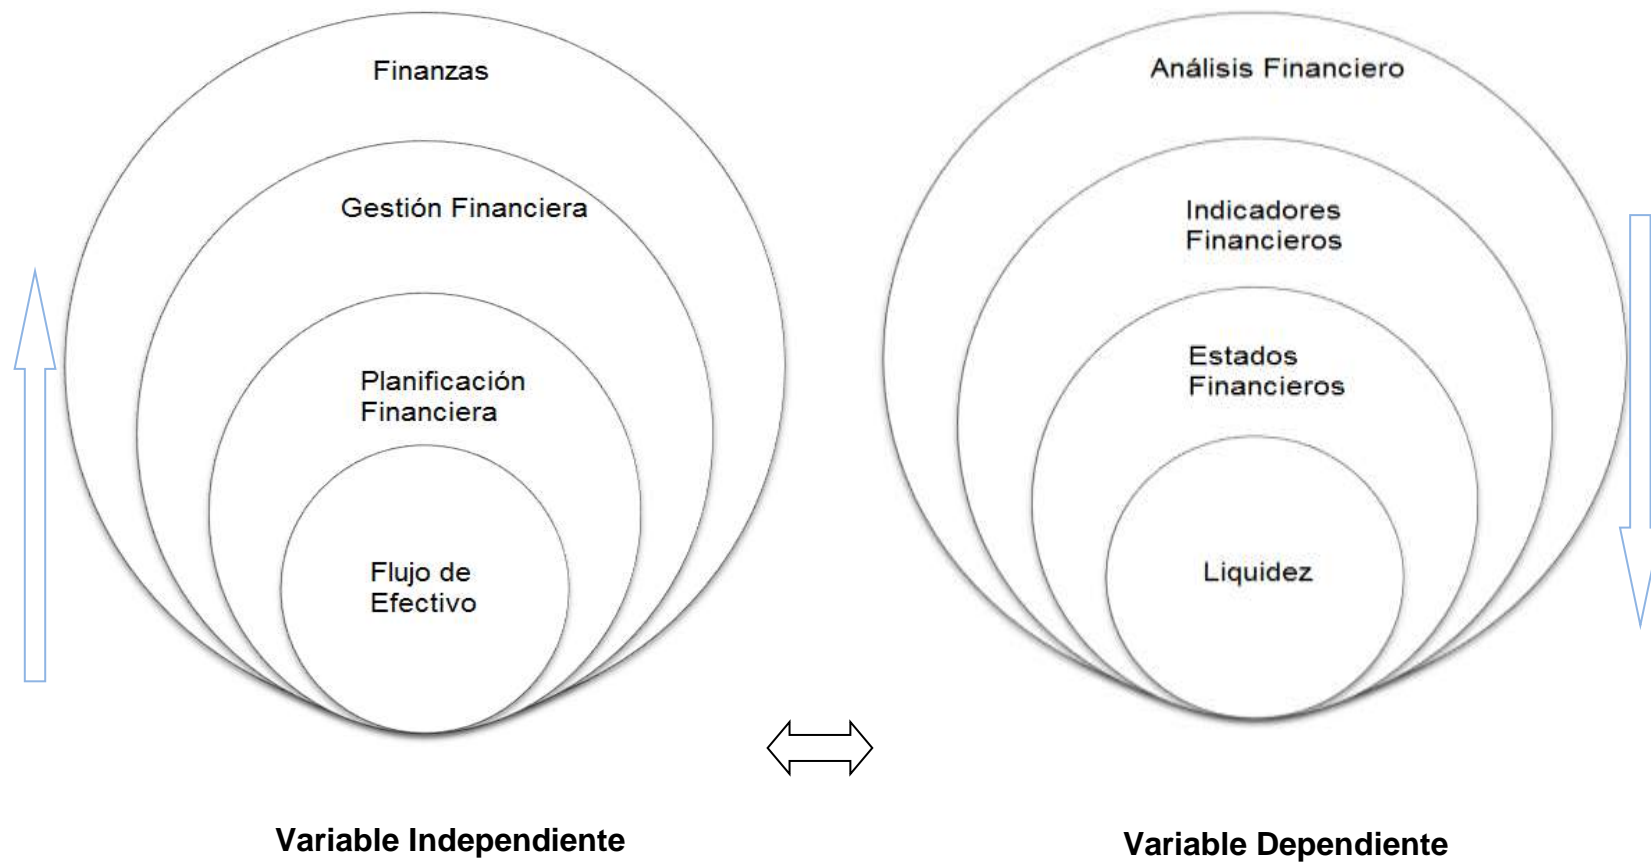 Finanzas
Gestión Financiera
Planificación
Financiera
Flujo de
Efectivo
Variable Independiente
Análisis Financiero
Indicadores
Financieros
Estados
Financieros
Liquidez
Variable Dependiente